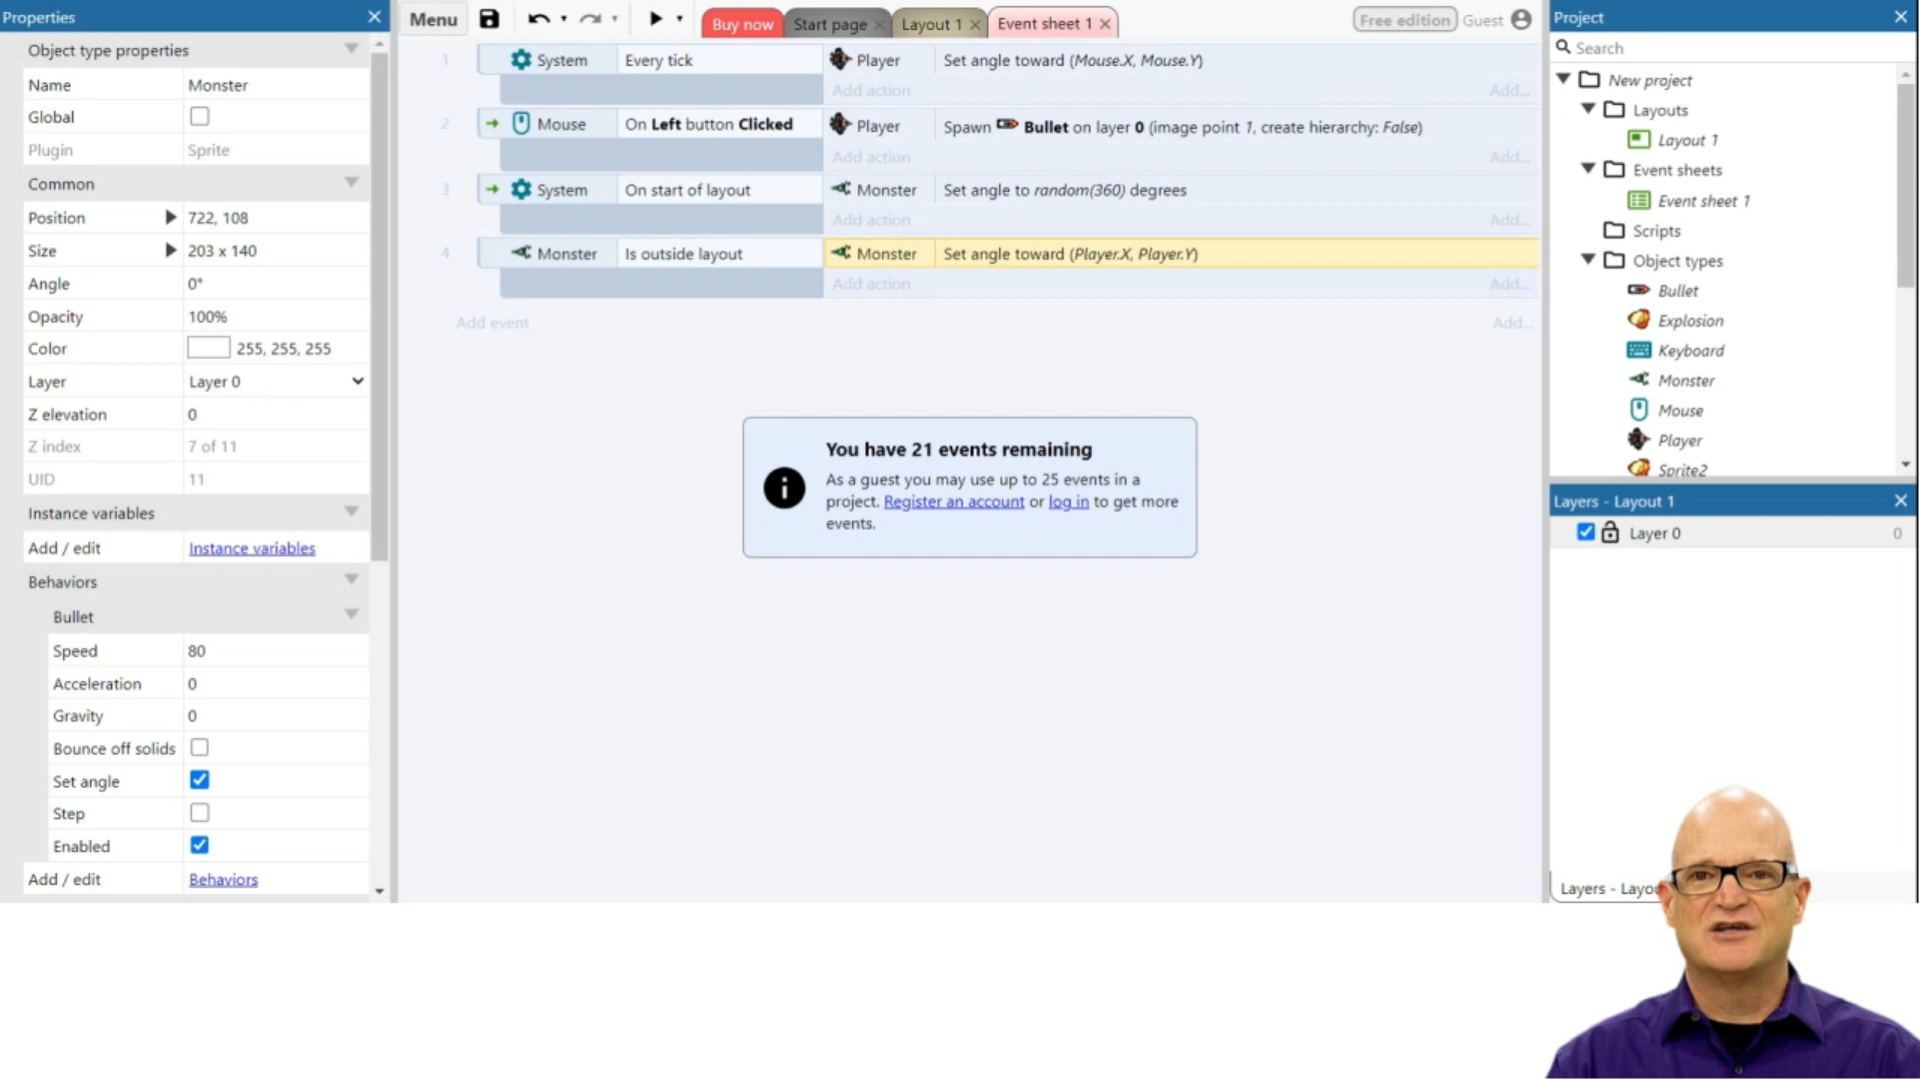 Properties
Object type properties
Name Monster
Global
Plugin Sprite
Common
Position 722, 108
Size 203 x 140
Angle 0°
Opacity 100%
Color 255, 255, 255
Layer Layer 0
Z elevation 0
Z index 7 of 11
UID 11
Instance variables
Add / edit Instance variables
Behaviors
Bullet
Speed 80
Acceleration 0
Gravity 0
Bounce off solids
Set angle
Step
Enabled
Add / edit Behaviors
Menu
Buy now
Start page
Layout 1
Event sheet 1
Free edition Guest
1 System Every tick Player Set angle toward (Mouse.X, Mouse.Y)
Add action Add...
2 Mouse On Left button Clicked Player Spawn Bullet on layer 0 (image point 1, create hierarchy: False)
Add action Add...
3 System On start of layout Monster Set angle to random(360) degrees
Add action Add...
4 Monster Is outside layout Monster Set angle toward (Player.X, Player.Y)
Add action Add...
Add event Add...
You have 21 events remaining
As a guest you may use up to 25 events in a
project. Register an account or log in to get more
events.
Project
Search
New project
Layouts
Layout 1
Event sheets
Event sheet 1
Scripts
Object types
Bullet
Explosion
Keyboard
Monster
Mouse
Player
Sprite2
Layers - Layout 1
Layer 0 0
Layers - Layou